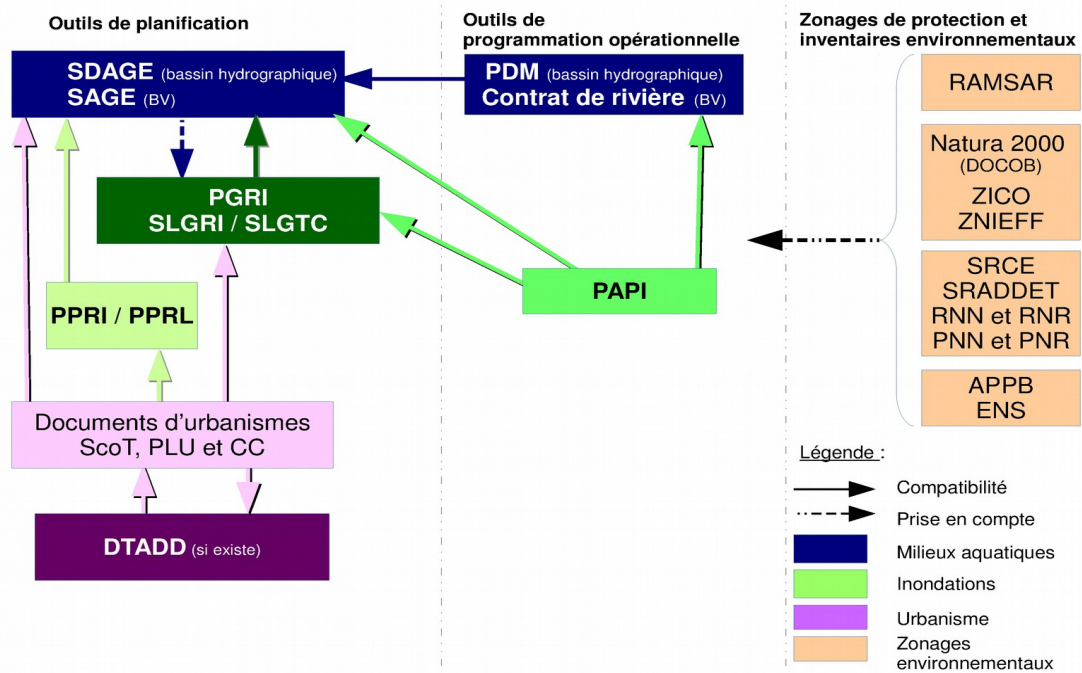 Outils de planification
SDAGE (bassin hydrographique)
SAGE (BV)
PGRI
SLGRI / SLGTC
PPRI / PPRL
Documents d'urbanismes
ScoT, PLU et CC
DTADD (si existe)
Outils de
programmation opérationnelle
PDM (bassin hydrographique)
Contrat de rivière (BV)
PAPI
Zonages de protection et
inventaires environnementaux
RAMSAR
Natura 2000
(DOCOB)
ZICO
ZNIEFF
SRCE
SRADDET
RNN et RNR
PNN et PNR
APPB
ENS
Légende :
Compatibilité
Prise en compte
Milieux aquatiques
Inondations
Urbanisme
Zonages
environnementaux